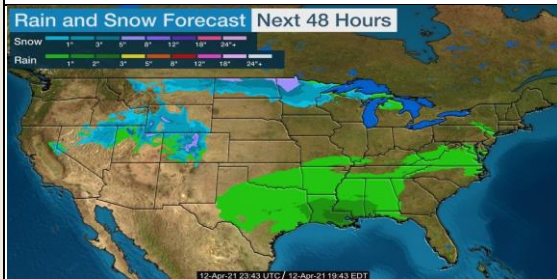 Rain and Snow Forecast Next 48 Hours
Snow
1" 3" 5" 8" 12" 18" 24"+
Rain
1" 2" 3" 5" 8" 12" 18" 24"+
12-Apr-21 23:43 UTC / 12-Apr-21 19:43 EDT